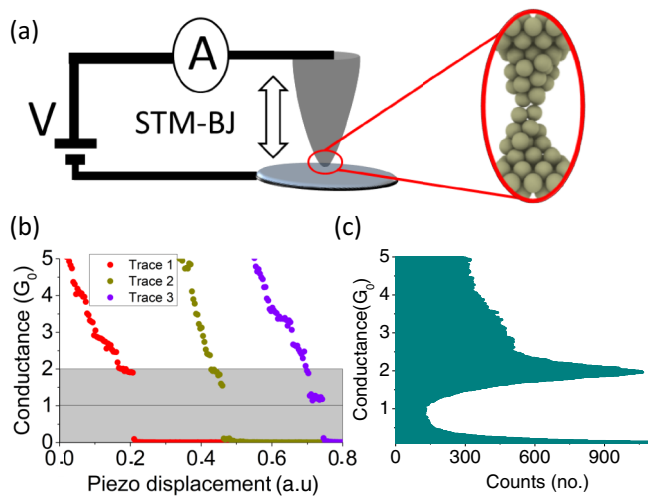 (a)
A
V
STM-BJ
(b)
Trace 1
Trace 2
Trace 3
Conductance (G₀)
5
4
3
2
1
0
0.0 0.2 0.4 0.6 0.8
Piezo displacement (a.u)
(c)
Conductance(G₀)
5
4
3
2
1
0 300 600 900
Counts (no.)